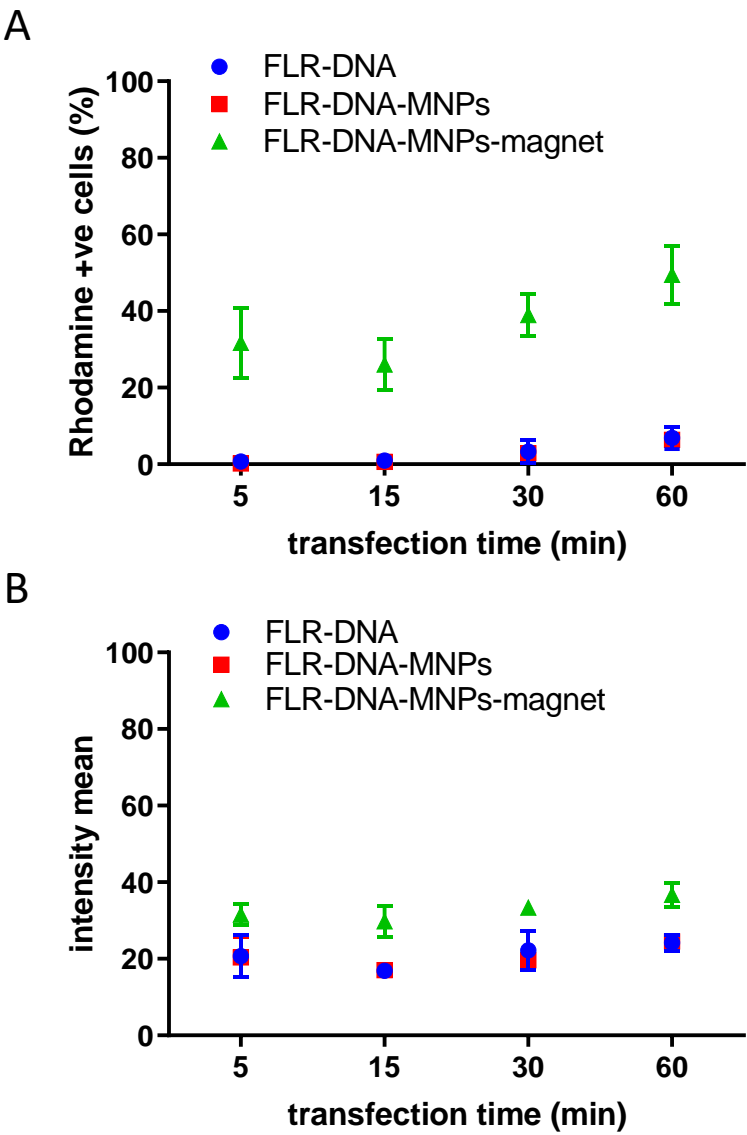 A
FLR-DNA
FLR-DNA-MNPs
FLR-DNA-MNPs-magnet
100
80
60
40
20
0
Rhodamine +ve cells (%)
5 15 30 60
transfection time (min)
B
FLR-DNA
FLR-DNA-MNPs
FLR-DNA-MNPs-magnet
100
80
60
40
20
0
intensity mean
5 15 30 60
transfection time (min)